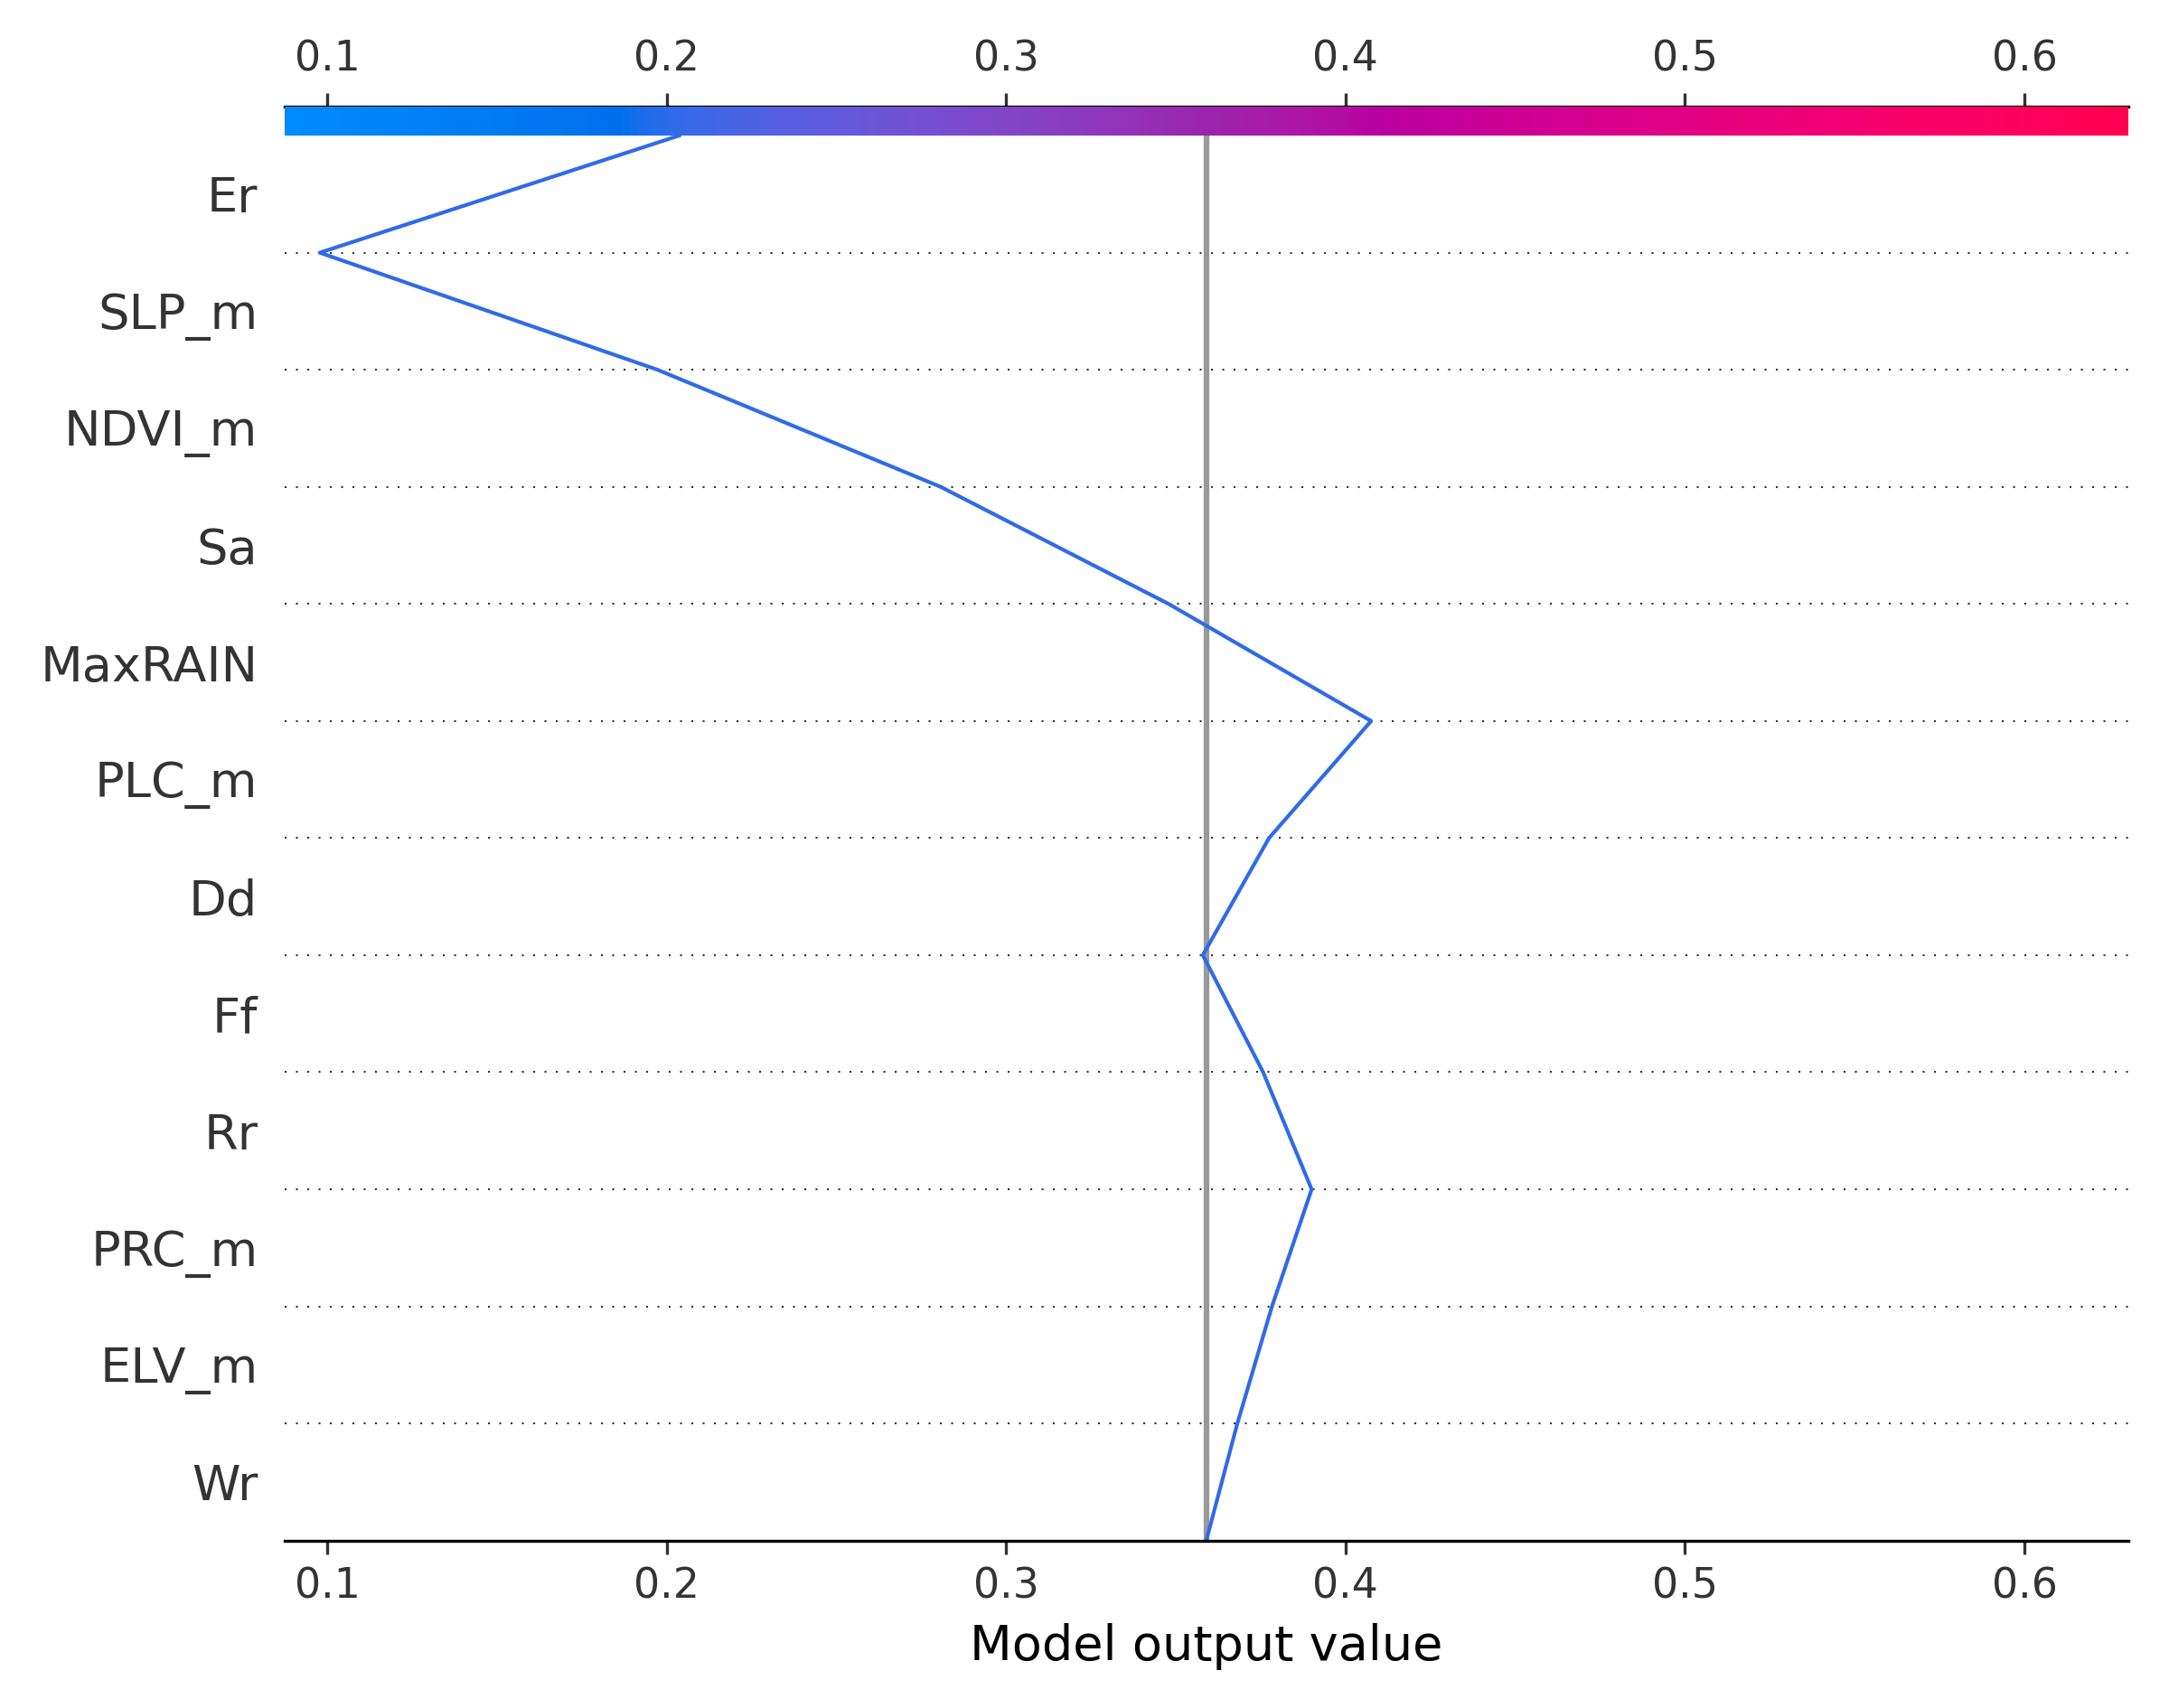 0.1 0.2 0.3 0.4 0.5 0.6
Er
SLP_m
NDVI_m
Sa
MaxRAIN
PLC_m
Dd
Ff
Rr
PRC_m
ELV_m
Wr
0.1 0.2 0.3 0.4 0.5 0.6
Model output value